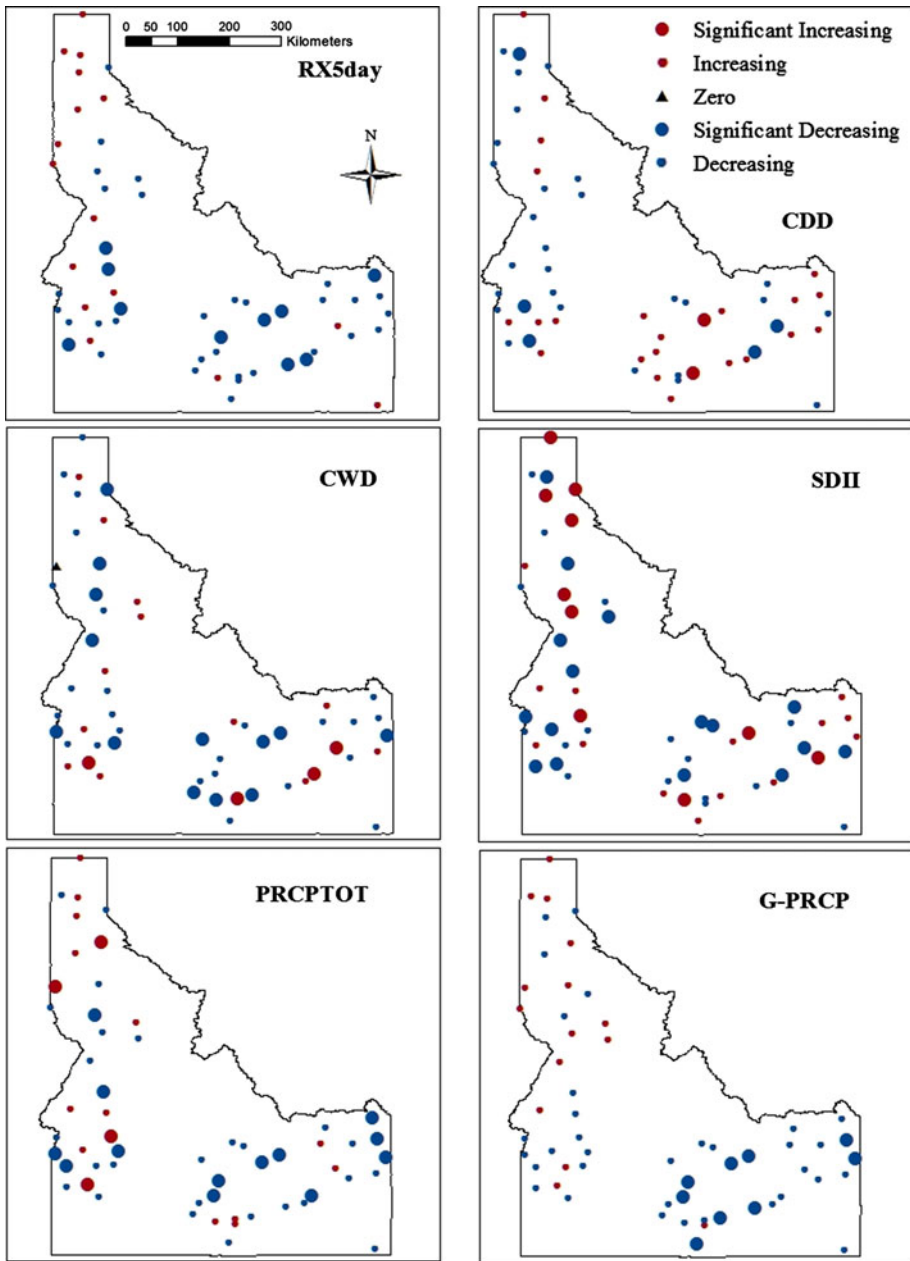 0 50 100 200 300
Kilometers
RX5day
N
Significant Increasing
Increasing
Zero
Significant Decreasing
Decreasing
CDD
CWD
SDII
PRCPTOT
G-PRCP